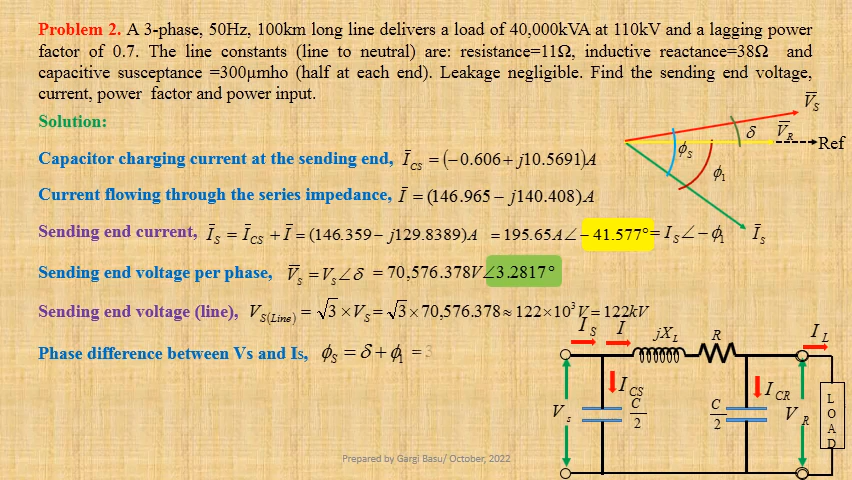 Problem 2. A 3-phase, 50Hz, 100km long line delivers a load of 40,000kVA at 110kV and a lagging power
factor of 0.7. The line constants (line to neutral) are: resistance=11Ω, inductive reactance=38Ω and
capacitive susceptance =300μmho (half at each end). Leakage negligible. Find the sending end voltage,
current, power factor and power input.
Solution:
V̅_S
δ V̅_R Ref
ϕ_S
ϕ_1
I̅_s
Capacitor charging current at the sending end, I̅_CS = (−0.606+ j10.5691)A
Current flowing through the series impedance, I̅ = (146.965 − j140.408)A
Sending end current, I̅_S = I̅_CS + I̅ = (146.359 − j129.8389)A = 195.65A∠− 41.577° = I_S∠−ϕ_1
Sending end voltage per phase, V̅_S = V_S∠δ = 70,576.378V∠3.2817°
Sending end voltage (line), V_S(Line) = √3 × V_S = √3 × 70,576.378 ≈ 122×10³V = 122kV
Phase difference between Vs and Is, ϕ_S = δ + ϕ_1 = 3
I_S I jX_L R I_L
I_CS I_CR
C/2 C/2
V_s V_R
LOAD
Prepared by Gargi Basu/ October, 2022